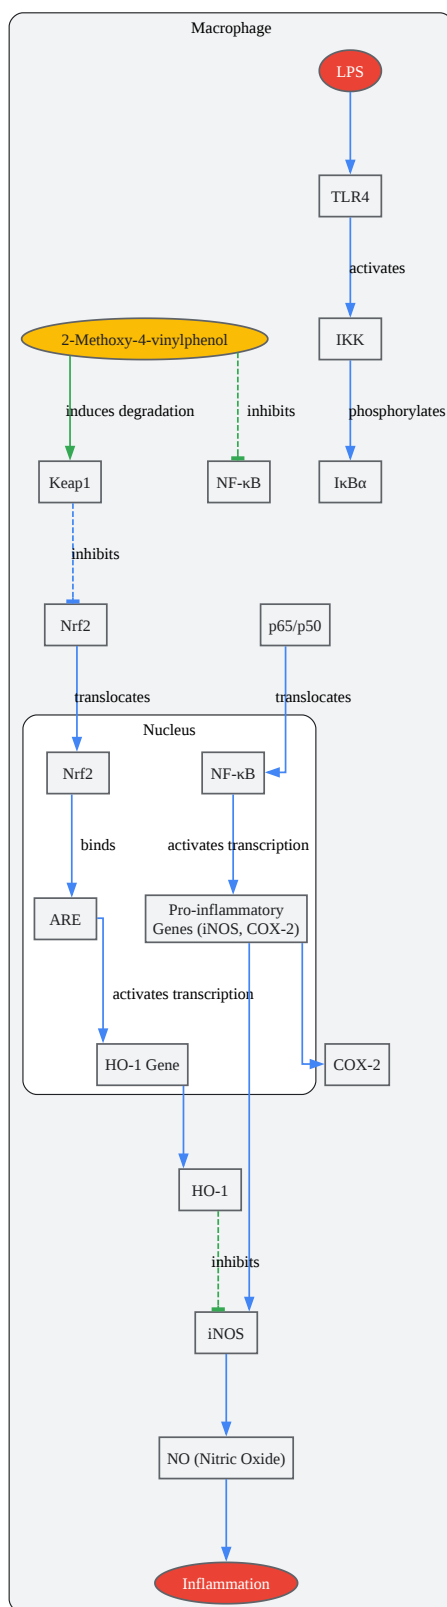 Macrophage
LPS
TLR4
activates
2-Methoxy-4-vinylphenol
IKK
induces degradation
inhibits
phosphorylates
Keap1
NF-κB
IκBα
inhibits
Nrf2
p65/p50
translocates
translocates
Nucleus
Nrf2
NF-κB
binds
activates transcription
ARE
Pro-inflammatory
Genes (iNOS, COX-2)
activates transcription
HO-1 Gene
COX-2
HO-1
inhibits
iNOS
NO (Nitric Oxide)
Inflammation